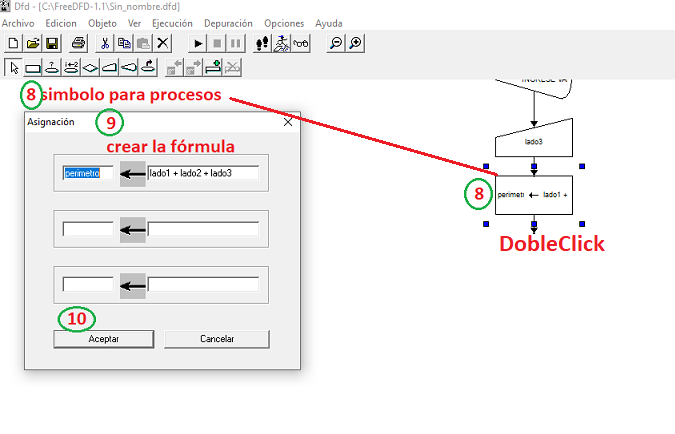 Dfd - [C:\FreeDFD-1.1\Sin_nombre.dfd]
Archivo Edicion Objeto Ver Ejecución Depuración Opciones Ayuda
INGRESE VA
8 simbolo para procesos
Asignación
9
crear la fórmula
lado3
perimetro
lado1 + lado2 + lado3
8
perimetr lado1 +
DobleClick
10
Aceptar
Cancelar